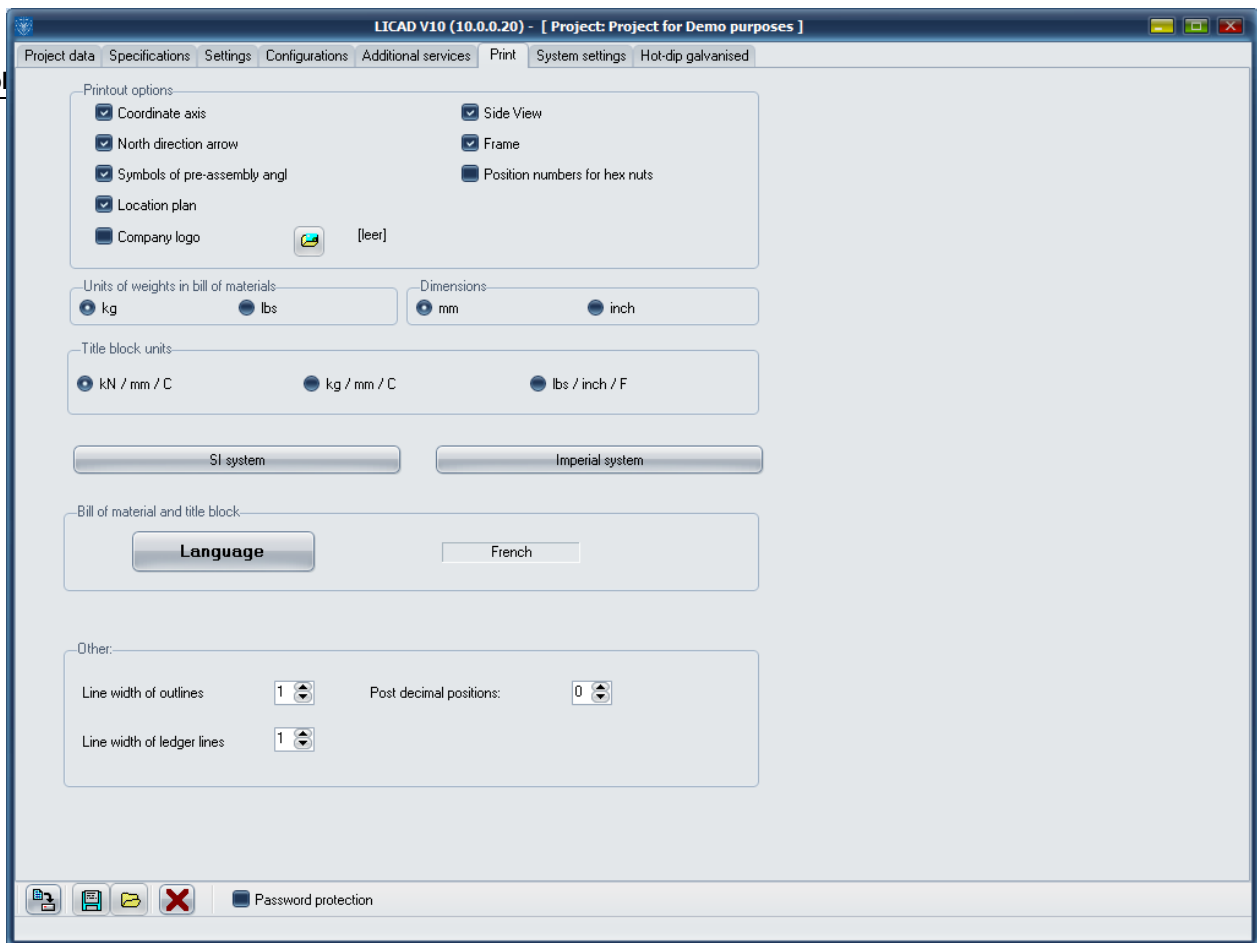 LICAD V10 (10.0.0.20) - [ Project: Project for Demo purposes ]
Project data Specifications Settings Configurations Additional services Print System settings Hot-dip galvanised
Printout options
Coordinate axis Side View
North direction arrow Frame
Symbols of pre-assembly angl Position numbers for hex nuts
Location plan
Company logo [leer]
Units of weights in bill of materials Dimensions
kg lbs mm inch
Title block units
kN / mm / C kg / mm / C lbs / inch / F
SI system Imperial system
Bill of material and title block
Language French
Other:
Line width of outlines 1 Post decimal positions: 0
Line width of ledger lines 1
Password protection